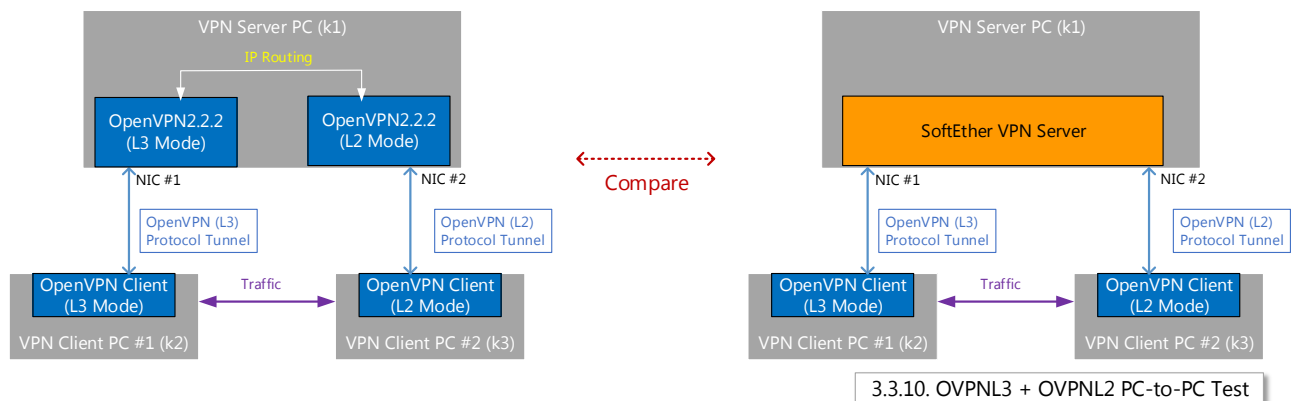 VPN Server PC (k1)
IP Routing
OpenVPN2.2.2
(L3 Mode)
OpenVPN2.2.2
(L2 Mode)
NIC #1
NIC #2
OpenVPN (L3)
Protocol Tunnel
OpenVPN (L2)
Protocol Tunnel
OpenVPN Client
(L3 Mode)
Traffic
OpenVPN Client
(L2 Mode)
VPN Client PC #1 (k2)
VPN Client PC #2 (k3)
Compare
VPN Server PC (k1)
SoftEther VPN Server
NIC #1
NIC #2
OpenVPN (L3)
Protocol Tunnel
OpenVPN (L2)
Protocol Tunnel
OpenVPN Client
(L3 Mode)
Traffic
OpenVPN Client
(L2 Mode)
VPN Client PC #1 (k2)
VPN Client PC #2 (k3)
3.3.10. OVPNL3 + OVPNL2 PC-to-PC Test